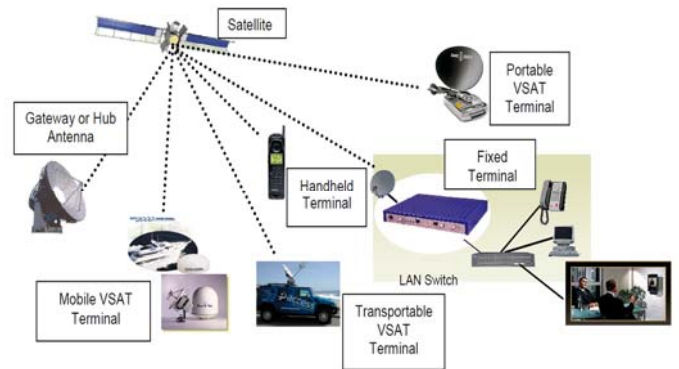 Satellite
Portable
VSAT
Terminal
Gateway or Hub
Antenna
Fixed
Terminal
Handheld
Terminal
LAN Switch
Mobile VSAT
Terminal
Transportable
VSAT
Terminal